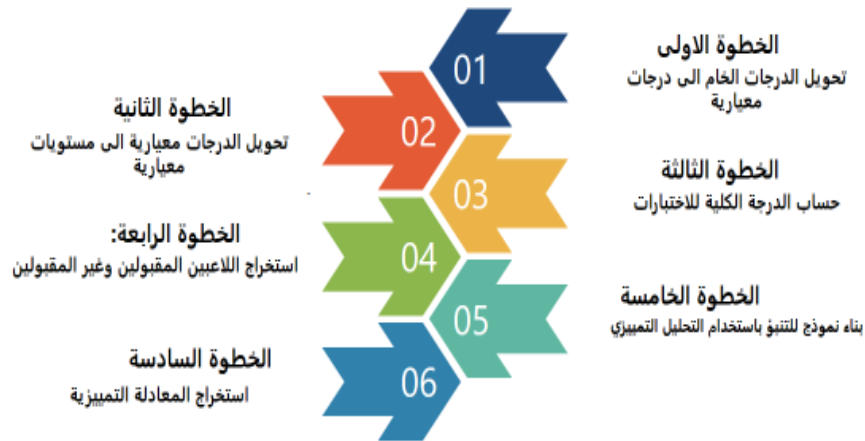 01
الخطوة الاولى
تحويل الدرجات الخام الى درجات
معيارية
02
الخطوة الثانية
تحويل الدرجات معيارية الى مستويات
معيارية
03
الخطوة الثالثة
حساب الدرجة الكلية للاختبارات
04
الخطوة الرابعة:
استخراج اللاعبين المقبولين وغير المقبولين
05
الخطوة الخامسة
بناء نموذج للتنبؤ باستخدام التحليل التمييزي
06
الخطوة السادسة
استخراج المعادلة التمييزية